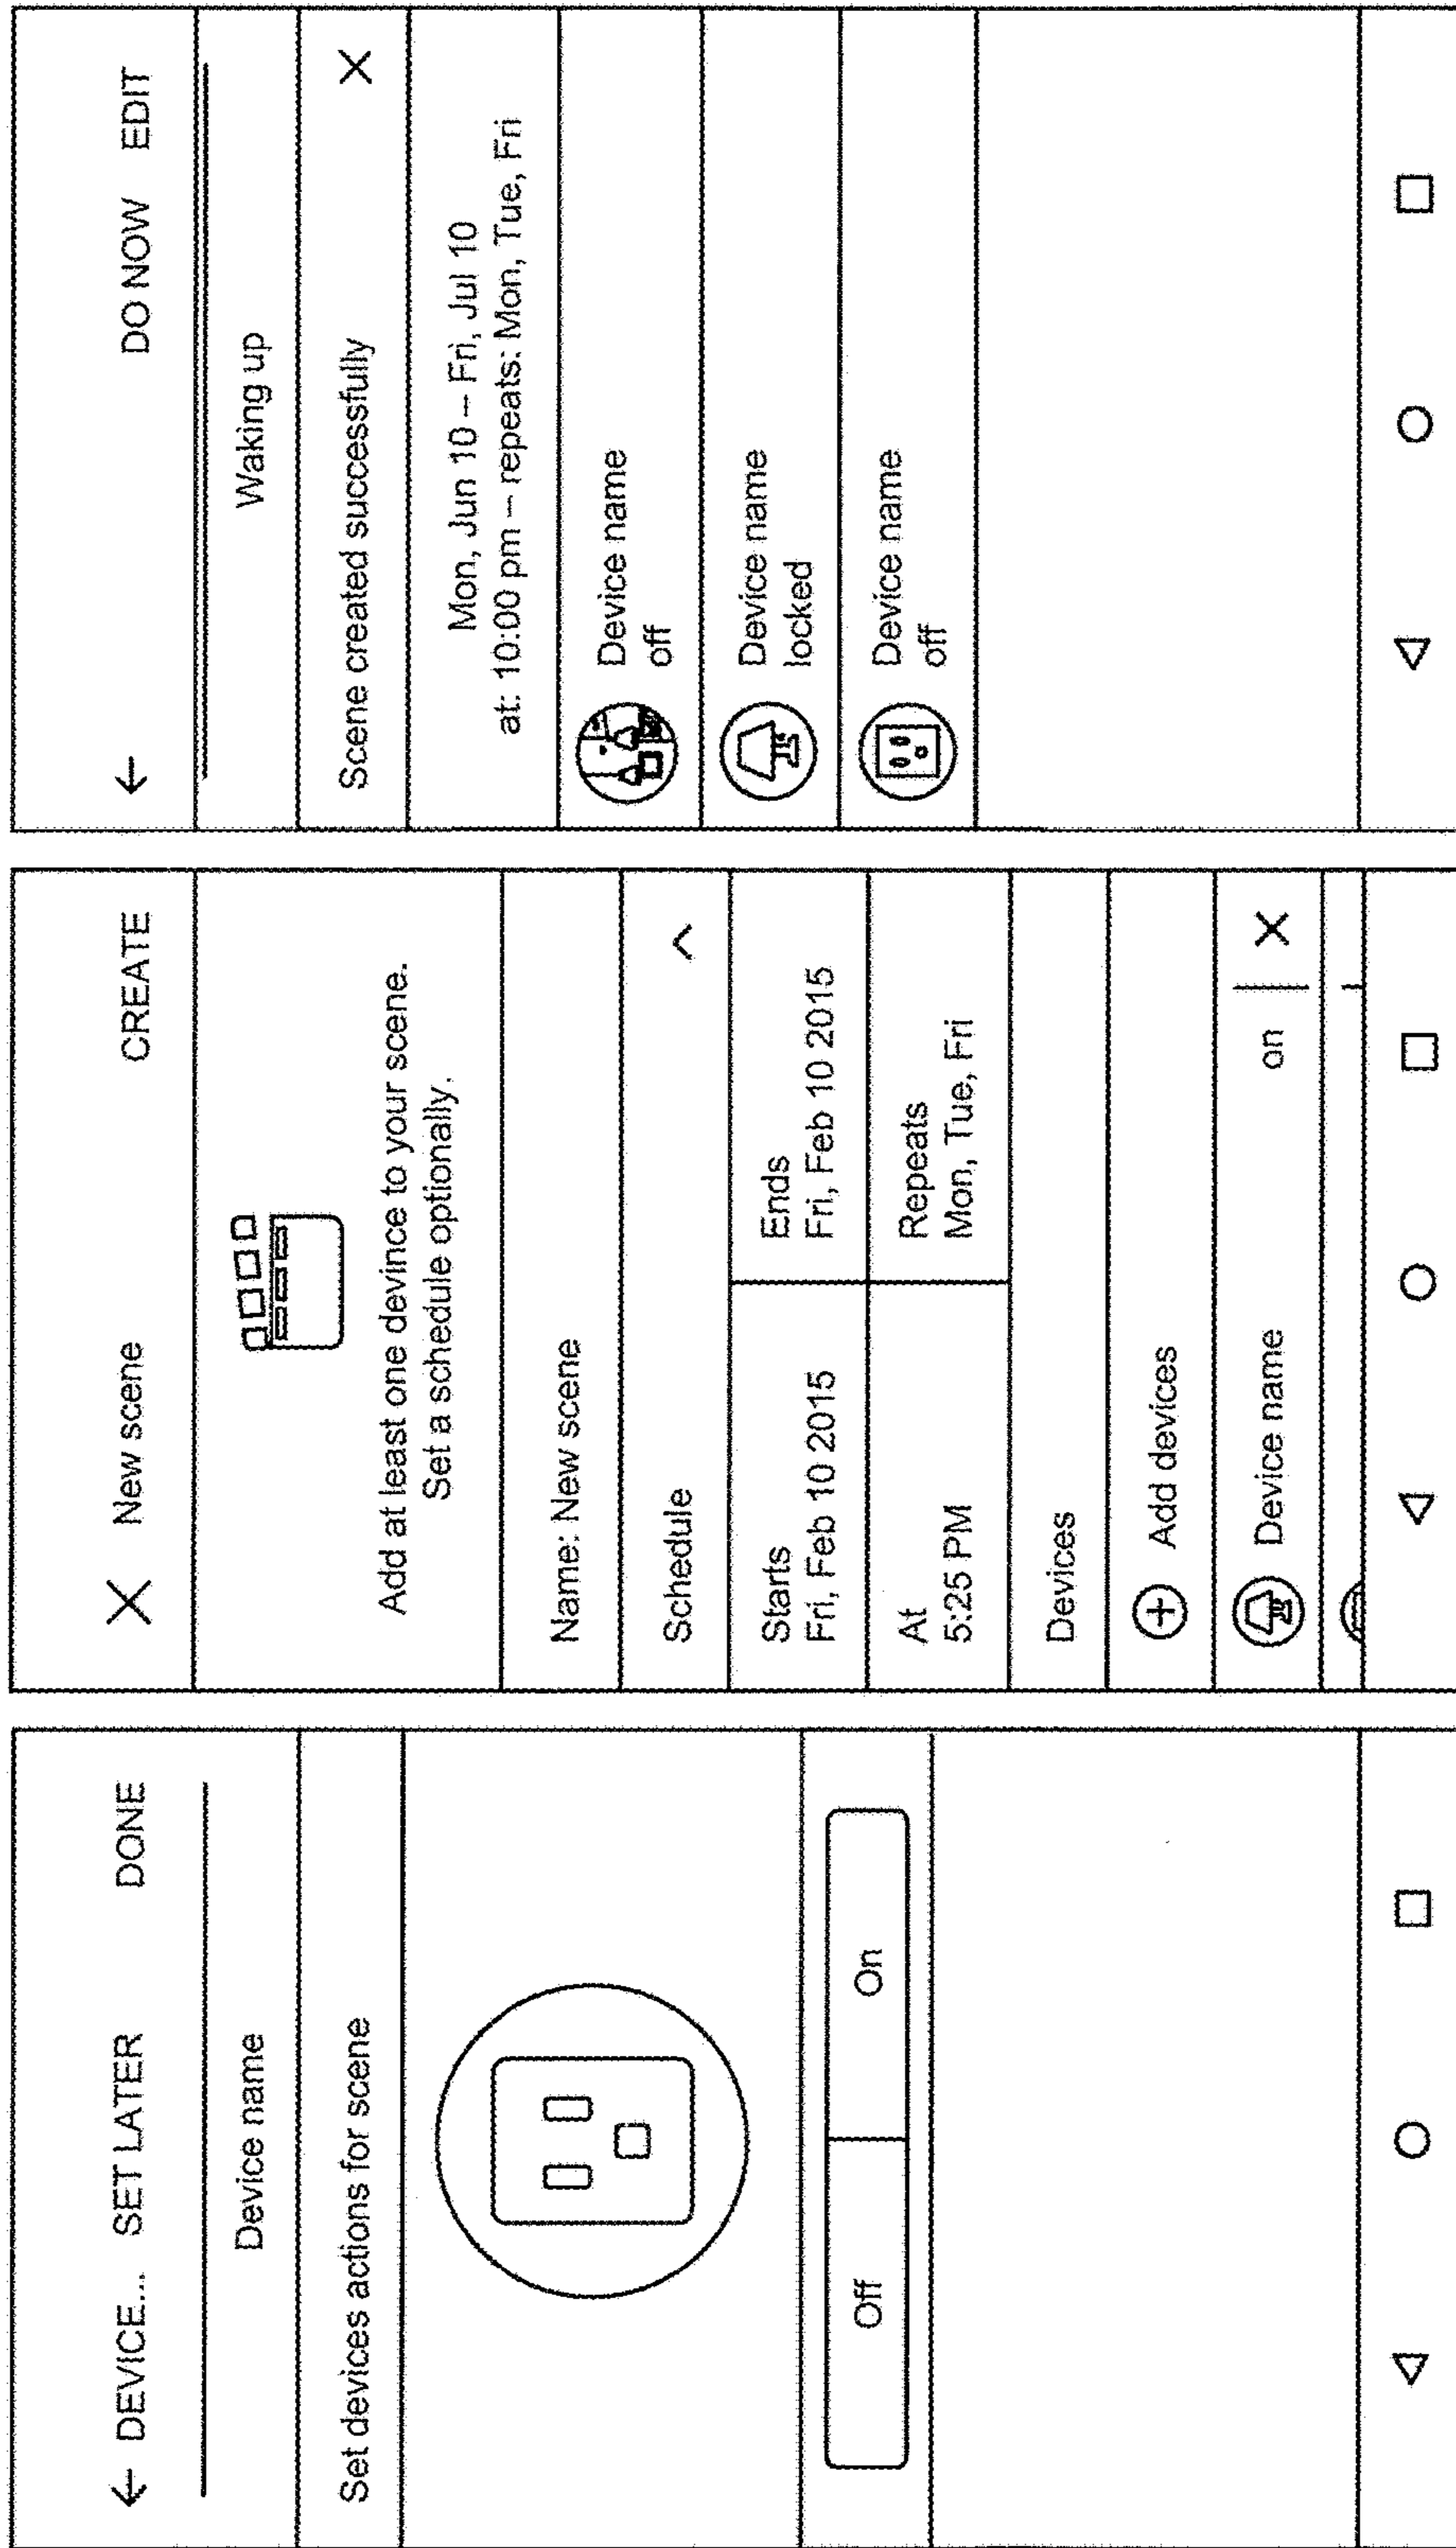 ← DEVICE... SET LATER DONE
Device name
Set devices actions for scene
Off On
X New scene CREATE
Add at least one devince to your scene.
Set a schedule optionally.
Name: New scene
Schedule
Starts
Fri, Feb 10 2015
Ends
Fri, Feb 10 2015
At
5:25 PM
Repeats
Mon, Tue, Fri
Devices
Add devices
Device name on X
← DO NOW EDIT
Waking up
Scene created successfully X
Mon, Jun 10 – Fri, Jul 10
at: 10:00 pm – repeats: Mon, Tue, Fri
Device name
off
Device name
locked
Device name
off